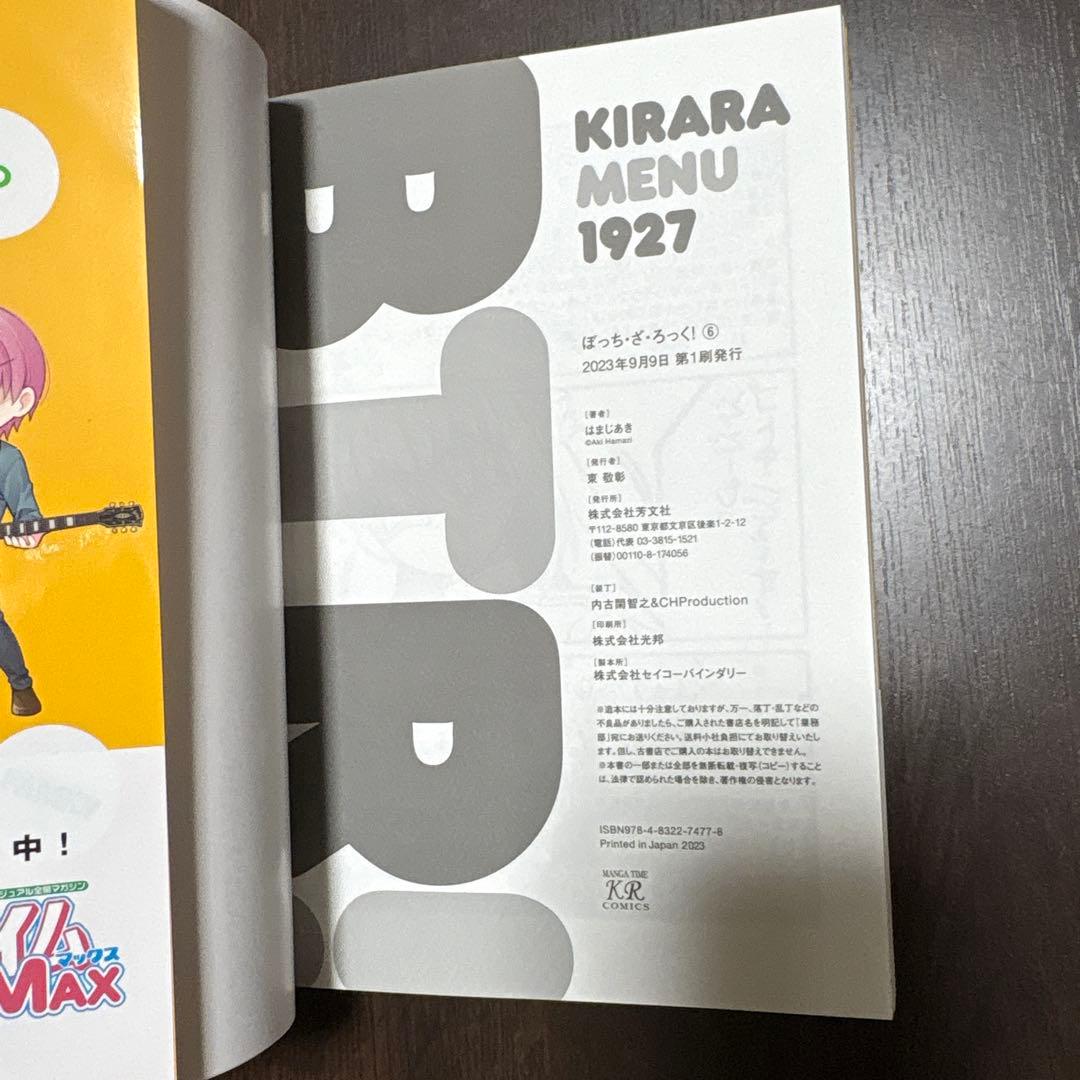 KIRARA
MENU
1927
ぼっち・ざ・ろっく! ⑥
2023年9月9日 第1刷発行
[著者]
はまじあき
©Aki Hamazi
[発行者]
東 敬彰
[発行所]
株式会社芳文社
〒112-8580 東京都文京区後楽1-2-12
(電話)代表 03-3815-1521
(振替)00110-8-174056
[装丁]
内古閑智之&CHProduction
[印刷所]
株式会社光邦
[製本所]
株式会社セイコーバインダリー
※造本には十分注意しておりますが、万一、落丁・乱丁などの
不良品がありましたら、ご購入された書店名を明記して「業務
部」宛にお送りください。送料小社負担にてお取り替えいたし
ます。但し、古書店でご購入の本はお取り替えできません。
※本書の一部または全部を無断転載・複写(コピー)すること
は、法律で認められた場合を除き、著作権の侵害となります。
ISBN978-4-8322-7477-8
Printed in Japan 2023
MANGA TIME
KR
COMICS
中!
ジュアル全開マガジン
イム
マックス
MAX